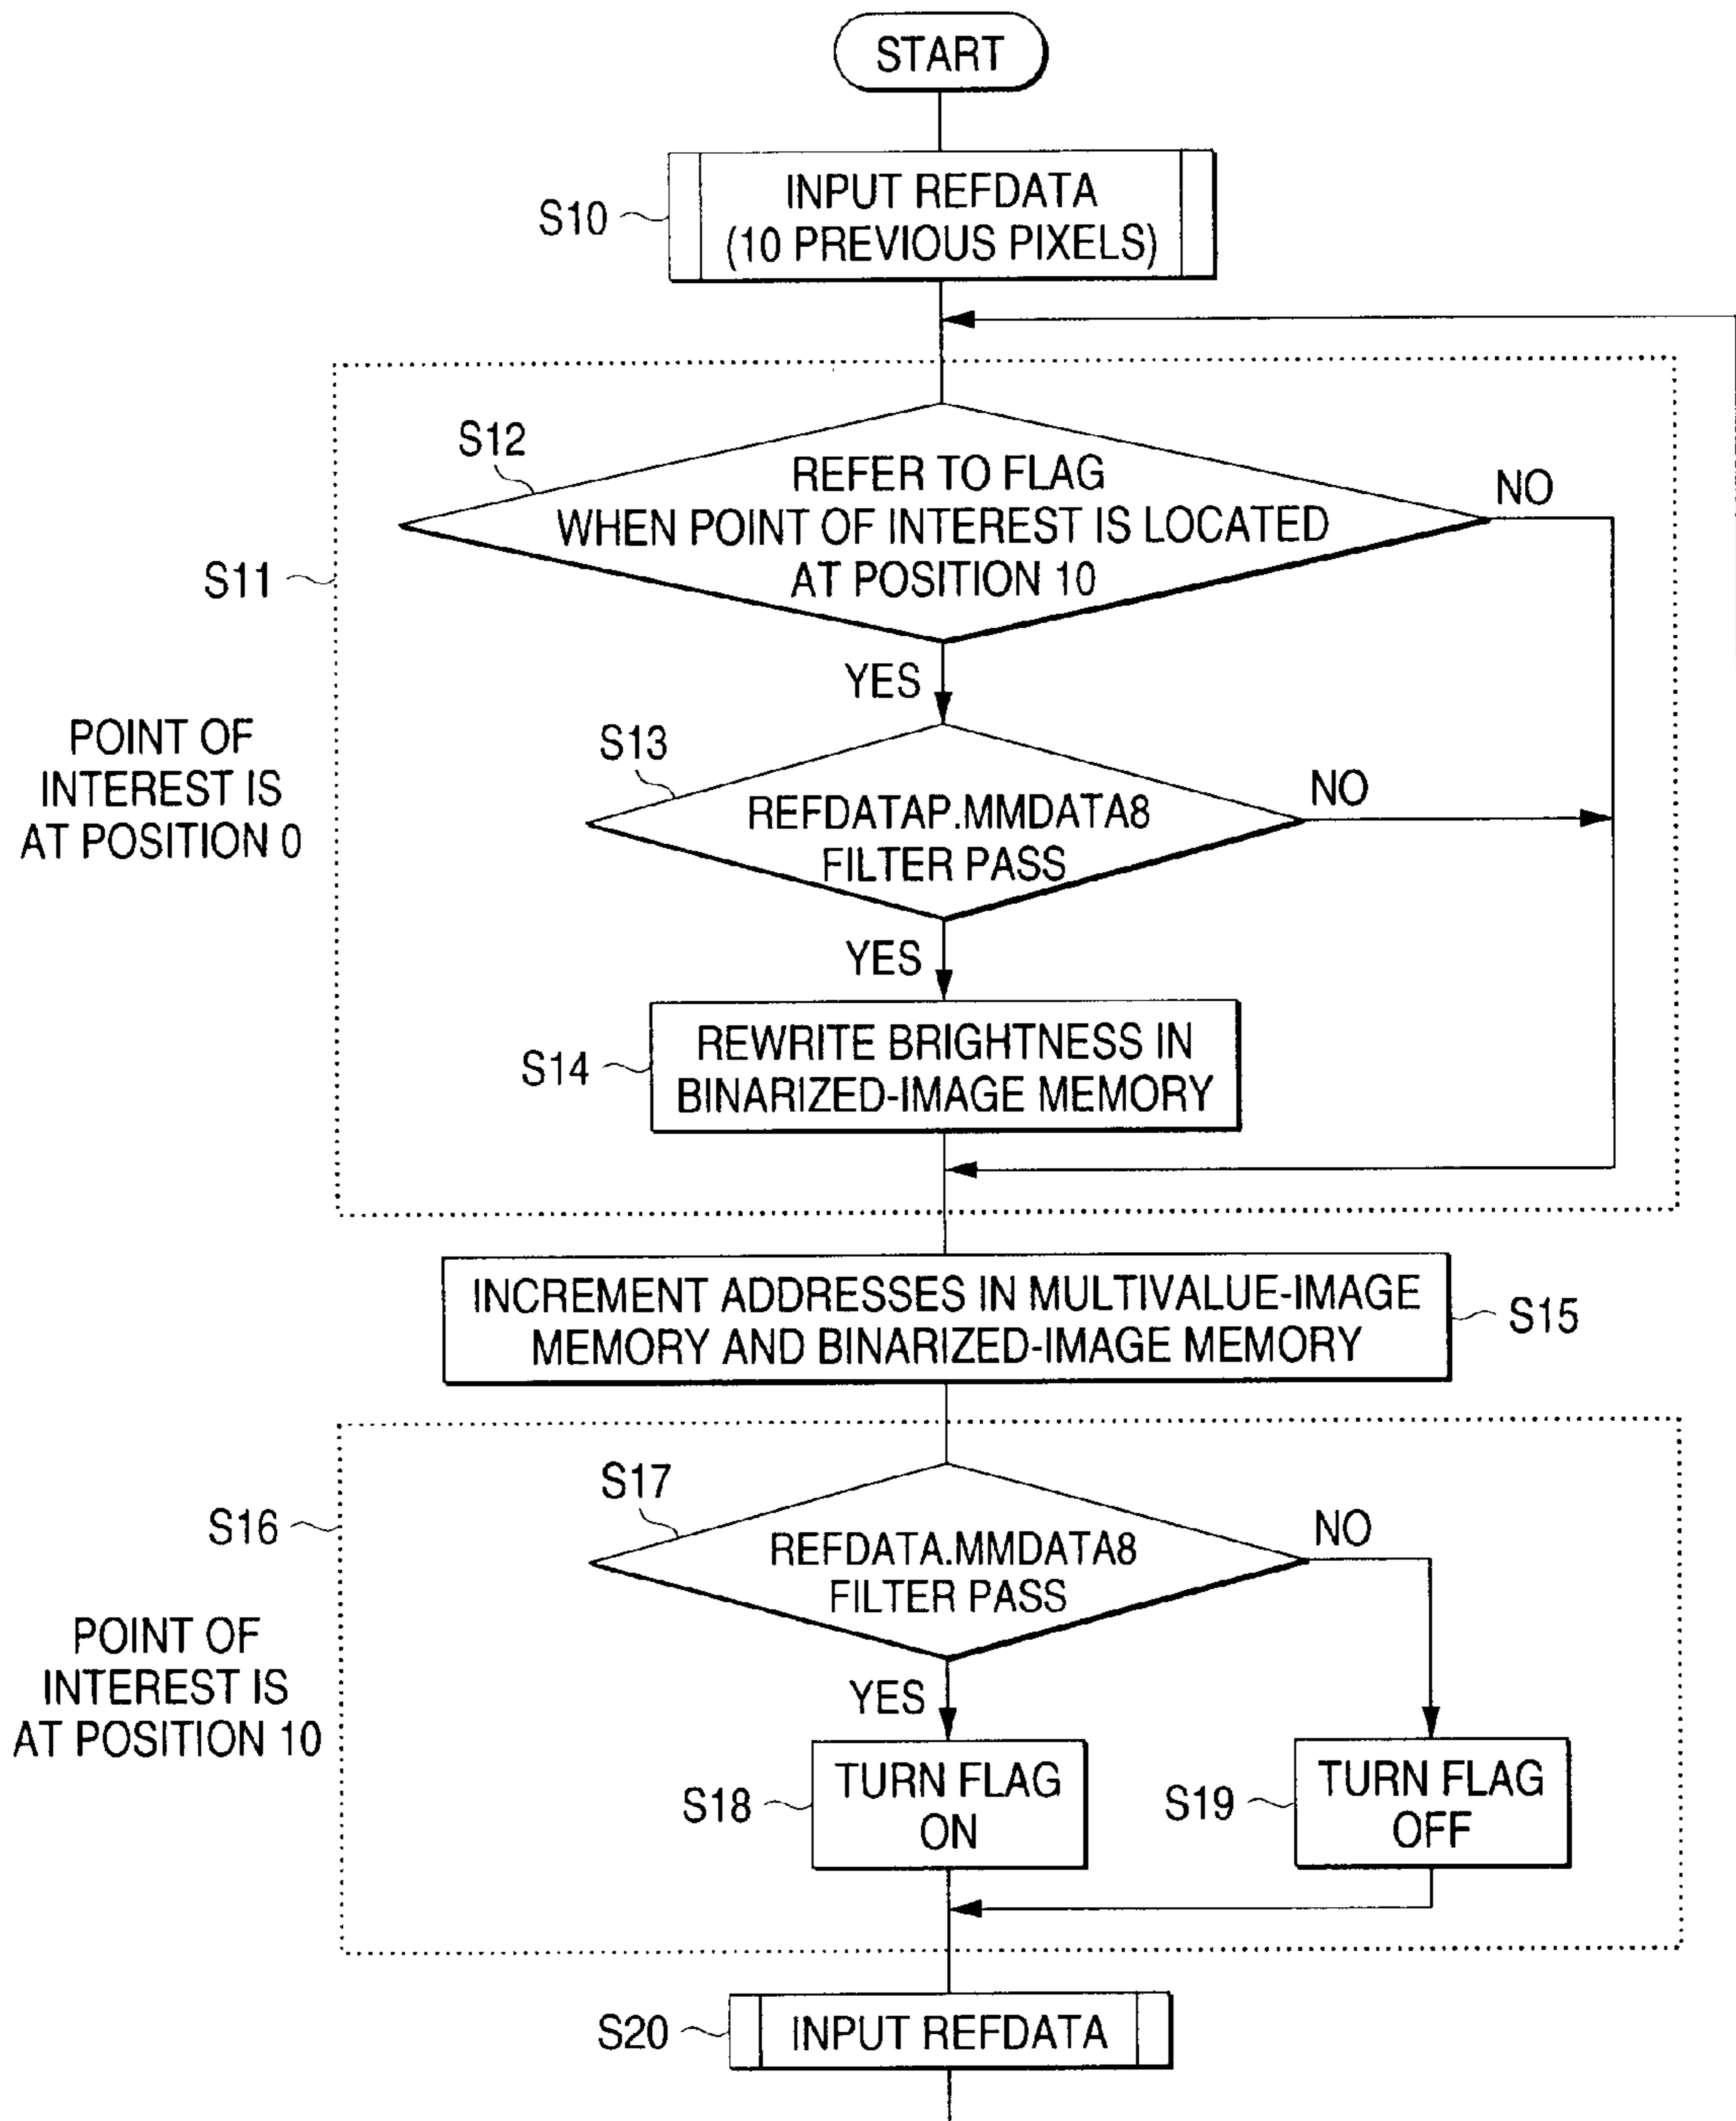 START
S10
INPUT REFDATA
(10 PREVIOUS PIXELS)
S12
REFER TO FLAG
WHEN POINT OF INTEREST IS LOCATED
AT POSITION 10
NO
S11
YES
POINT OF
INTEREST IS
AT POSITION 0
S13
REFDATAP.MMDATA8
FILTER PASS
NO
YES
S14
REWRITE BRIGHTNESS IN
BINARIZED-IMAGE MEMORY
INCREMENT ADDRESSES IN MULTIVALUE-IMAGE
MEMORY AND BINARIZED-IMAGE MEMORY
S15
S16
S17
REFDATA.MMDATA8
FILTER PASS
NO
POINT OF
INTEREST IS
AT POSITION 10
YES
S18
TURN FLAG
ON
S19
TURN FLAG
OFF
S20
INPUT REFDATA